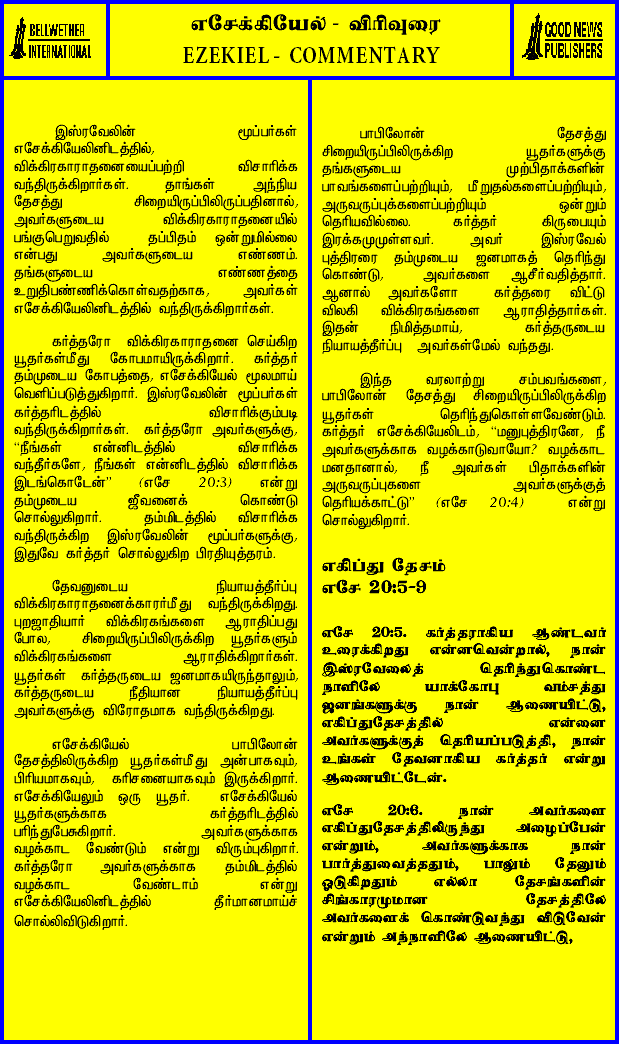 BELLWETHER
INTERNATIONAL
எசேக்கியேல் - விரிவுரை
EZEKIEL - COMMENTARY
GOOD NEWS
PUBLISHERS
இஸ்ரவேலின் மூப்பர்கள்
எசேக்கியேலினிடத்தில்,
விக்கிரகாராதனையைப்பற்றி விசாரிக்க
வந்திருக்கிறார்கள். தாங்கள் அந்நிய
தேசத்து சிறையிருப்பிலிருப்பதினால்,
அவர்களுடைய விக்கிரகாராதனையில்
பங்குபெறுவதில் தப்பிதம் ஒன்றுமில்லை
என்பது அவர்களுடைய எண்ணம்.
தங்களுடைய எண்ணத்தை
உறுதிபண்ணிக்கொள்வதற்காக, அவர்கள்
எசேக்கியேலினிடத்தில் வந்திருக்கிறார்கள்.
கர்த்தரோ விக்கிரகாராதனை செய்கிற
யூதர்கள்மீது கோபமாயிருக்கிறார். கர்த்தர்
தம்முடைய கோபத்தை, எசேக்கியேல் மூலமாய்
வெளிப்படுத்துகிறார். இஸ்ரவேலின் மூப்பர்கள்
கர்த்தரிடத்தில் விசாரிக்கும்படி
வந்திருக்கிறார்கள். கர்த்தரோ அவர்களுக்கு,
“நீங்கள் என்னிடத்தில் விசாரிக்க
வந்தீர்களே, நீங்கள் என்னிடத்தில் விசாரிக்க
இடங்கொடேன்” (எசே 20:3) என்று
தம்முடைய ஜீவனைக் கொண்டு
சொல்லுகிறார். தம்மிடத்தில் விசாரிக்க
வந்திருக்கிற இஸ்ரவேலின் மூப்பர்களுக்கு,
இதுவே கர்த்தர் சொல்லுகிற பிரதியுத்தரம்.
தேவனுடைய நியாயத்தீர்ப்பு
விக்கிரகாராதனைக்காரர்மீது வந்திருக்கிறது.
புறஜாதியார் விக்கிரகங்களை ஆராதிப்பது
போல, சிறையிருப்பிலிருக்கிற யூதர்களும்
விக்கிரகங்களை ஆராதிக்கிறார்கள்.
யூதர்கள் கர்த்தருடைய ஜனமாகயிருந்தாலும்,
கர்த்தருடைய நீதியான நியாயத்தீர்ப்பு
அவர்களுக்கு விரோதமாக வந்திருக்கிறது.
எசேக்கியேல் பாபிலோன்
தேசத்திலிருக்கிற யூதர்கள்மீது அன்பாகவும்,
பிரியமாகவும், கரிசனையாகவும் இருக்கிறார்.
எசேக்கியேலும் ஒரு யூதர். எசேக்கியேல்
யூதர்களுக்காக கர்த்தரிடத்தில்
பரிந்துபேசுகிறார். அவர்களுக்காக
வழக்காட வேண்டும் என்று விரும்புகிறார்.
கர்த்தரோ அவர்களுக்காக தம்மிடத்தில்
வழக்காட வேண்டாம் என்று
எசேக்கியேலினிடத்தில் தீர்மானமாய்ச்
சொல்லிவிடுகிறார்.
பாபிலோன் தேசத்து
சிறையிருப்பிலிருக்கிற யூதர்களுக்கு
தங்களுடைய முற்பிதாக்களின்
பாவங்களைப்பற்றியும், மீறுதல்களைப்பற்றியும்,
அருவருப்புக்களைப்பற்றியும் ஒன்றும்
தெரியவில்லை. கர்த்தர் கிருபையும்
இரக்கமுமுள்ளவர். அவர் இஸ்ரவேல்
புத்திரரை தம்முடைய ஜனமாகத் தெரிந்து
கொண்டு, அவர்களை ஆசீர்வதித்தார்.
ஆனால் அவர்களோ கர்த்தரை விட்டு
விலகி விக்கிரகங்களை ஆராதித்தார்கள்.
இதன் நிமித்தமாய், கர்த்தருடைய
நியாயத்தீர்ப்பு அவர்கள்மேல் வந்தது.
இந்த வரலாற்று சம்பவங்களை,
பாபிலோன் தேசத்து சிறையிருப்பிலிருக்கிற
யூதர்கள் தெரிந்துகொள்ளவேண்டும்.
கர்த்தர் எசேக்கியேலிடம், “மனுபுத்திரனே, நீ
அவர்களுக்காக வழக்காடுவாயோ? வழக்காட
மனதானால், நீ அவர்கள் பிதாக்களின்
அருவருப்புகளை அவர்களுக்குத்
தெரியக்காட்டு” (எசே 20:4) என்று
சொல்லுகிறார்.
எகிப்து தேசம்
எசே 20:5-9
எசே 20:5. கர்த்தராகிய ஆண்டவர்
உரைக்கிறது என்னவென்றால், நான்
இஸ்ரவேலைத் தெரிந்துகொண்ட
நாளிலே யாக்கோபு வம்சத்து
ஜனங்களுக்கு நான் ஆணையிட்டு,
எகிப்துதேசத்தில் என்னை
அவர்களுக்குத் தெரியப்படுத்தி, நான்
உங்கள் தேவனாகிய கர்த்தர் என்று
ஆணையிட்டேன்.
எசே 20:6. நான் அவர்களை
எகிப்துதேசத்திலிருந்து அழைப்பேன்
என்றும், அவர்களுக்காக நான்
பார்த்துவைத்ததும், பாலும் தேனும்
ஓடுகிறதும் எல்லா தேசங்களின்
சிங்காரமுமான தேசத்திலே
அவர்களைக் கொண்டுவந்து விடுவேன்
என்றும் அந்நாளிலே ஆணையிட்டு,